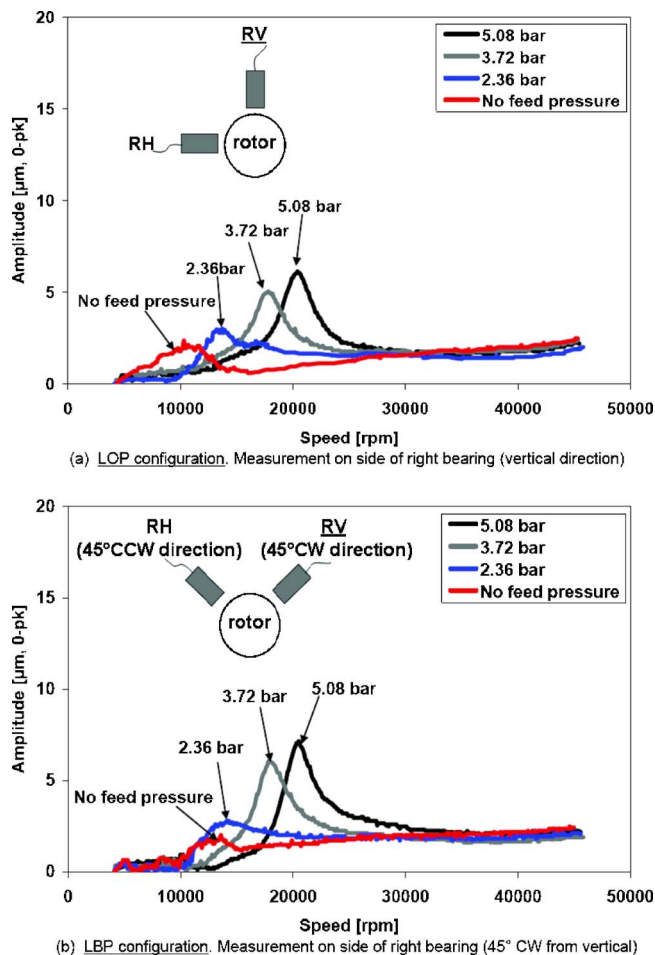 20
15
10
5
0
Amplitude [µm, 0-pk]
0 10000 20000 30000 40000 50000
Speed [rpm]
RV
RH
rotor
5.08 bar
3.72 bar
2.36 bar
No feed pressure
5.08 bar
3.72 bar
2.36bar
No feed pressure
(a) LOP configuration. Measurement on side of right bearing (vertical direction)
20
15
10
5
0
Amplitude [µm, 0-pk]
0 10000 20000 30000 40000 50000
Speed [rpm]
RH
(45ºCCW direction)
RV
(45ºCW direction)
rotor
5.08 bar
3.72 bar
2.36 bar
No feed pressure
5.08 bar
3.72 bar
2.36 bar
No feed pressure
(b) LBP configuration. Measurement on side of right bearing (45° CW from vertical)